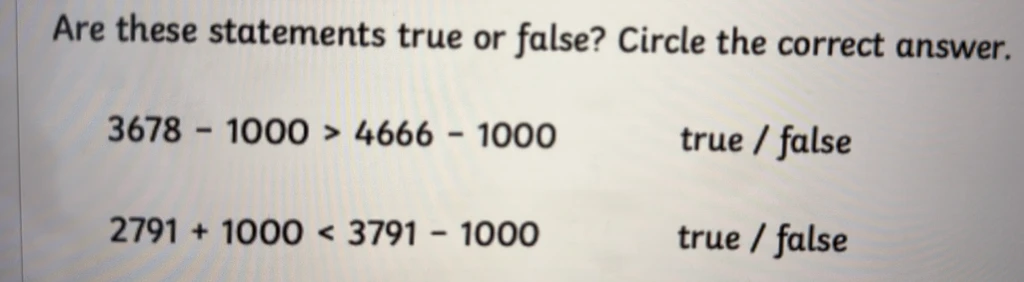 Are these statements true or false? Circle the correct answer.
3678 - 1000 > 4666 - 1000 true / false
2791 + 1000 < 3791 - 1000 true / false